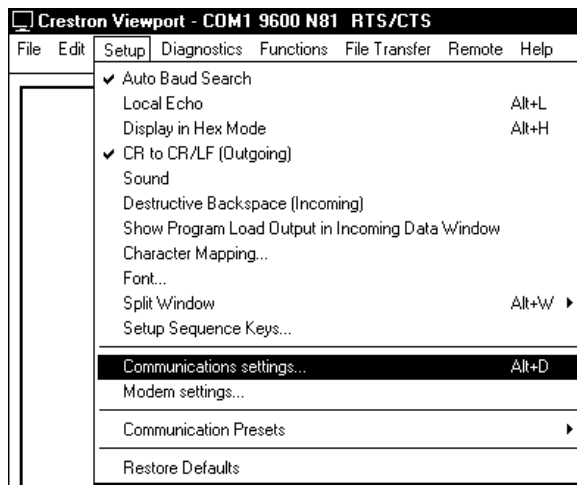 Crestron Viewport - COM1 9600 N81 RTS/CTS
File Edit Setup Diagnostics Functions File Transfer Remote Help
Auto Baud Search
Local Echo Alt+L
Display in Hex Mode Alt+H
CR to CR/LF (Outgoing)
Sound
Destructive Backspace (Incoming)
Show Program Load Output in Incoming Data Window
Character Mapping...
Font...
Split Window Alt+W
Setup Sequence Keys...
Communications settings... Alt+D
Modem settings...
Communication Presets
Restore Defaults